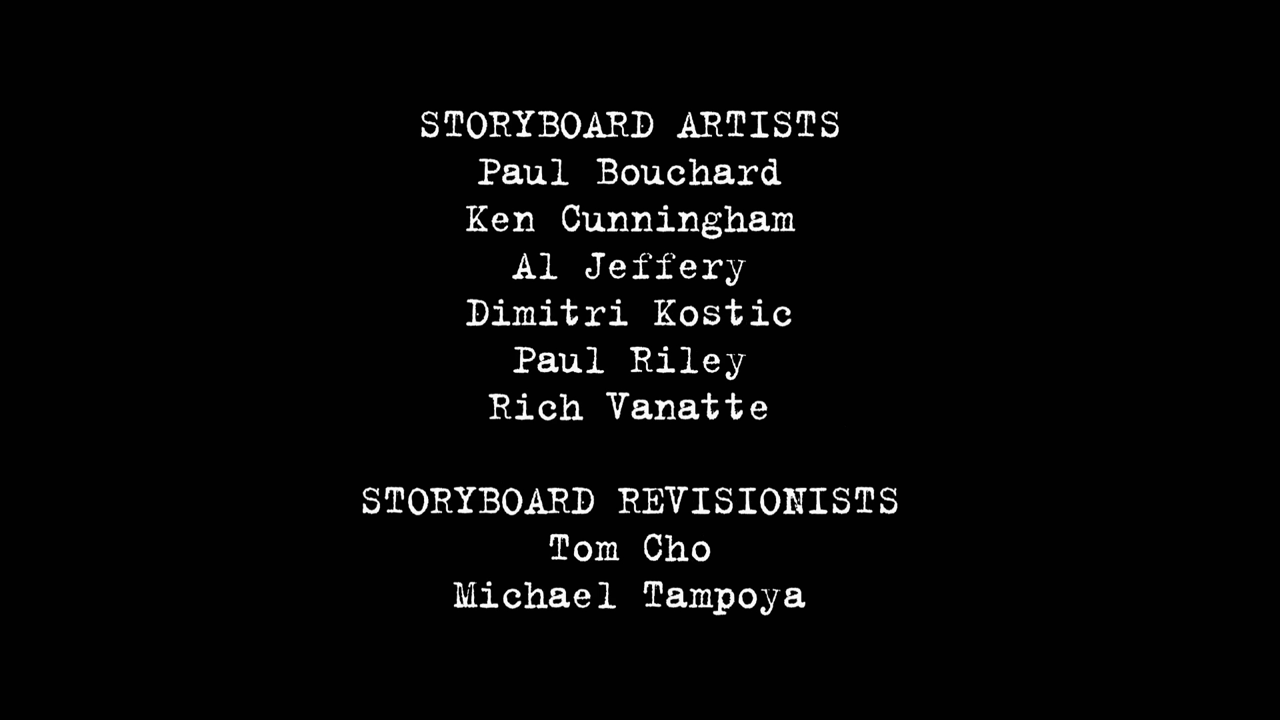 STORYBOARD ARTISTS
Paul Bouchard
Ken Cunningham
Al Jeffery
Dimitri Kostic
Paul Riley
Rich Vanatte
STORYBOARD REVISIONISTS
Tom Cho
Michael Tampoya